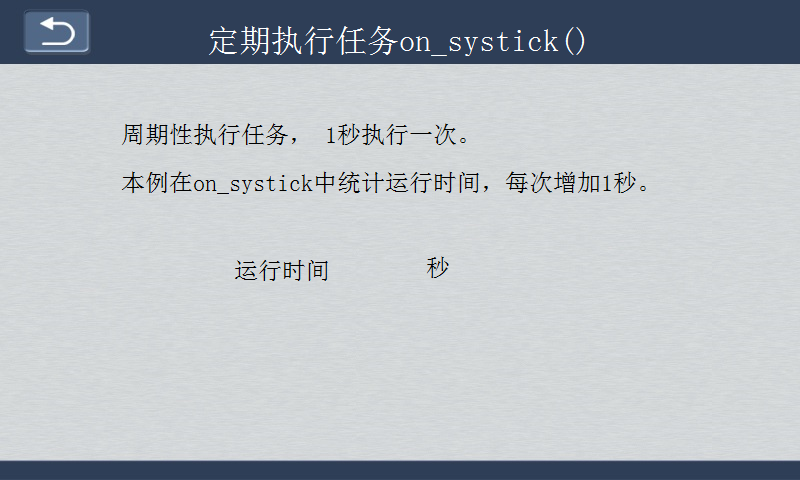 定期执行任务on_systick()
周期性执行任务， 1秒执行一次。
本例在on_systick中统计运行时间，每次增加1秒。
运行时间 秒